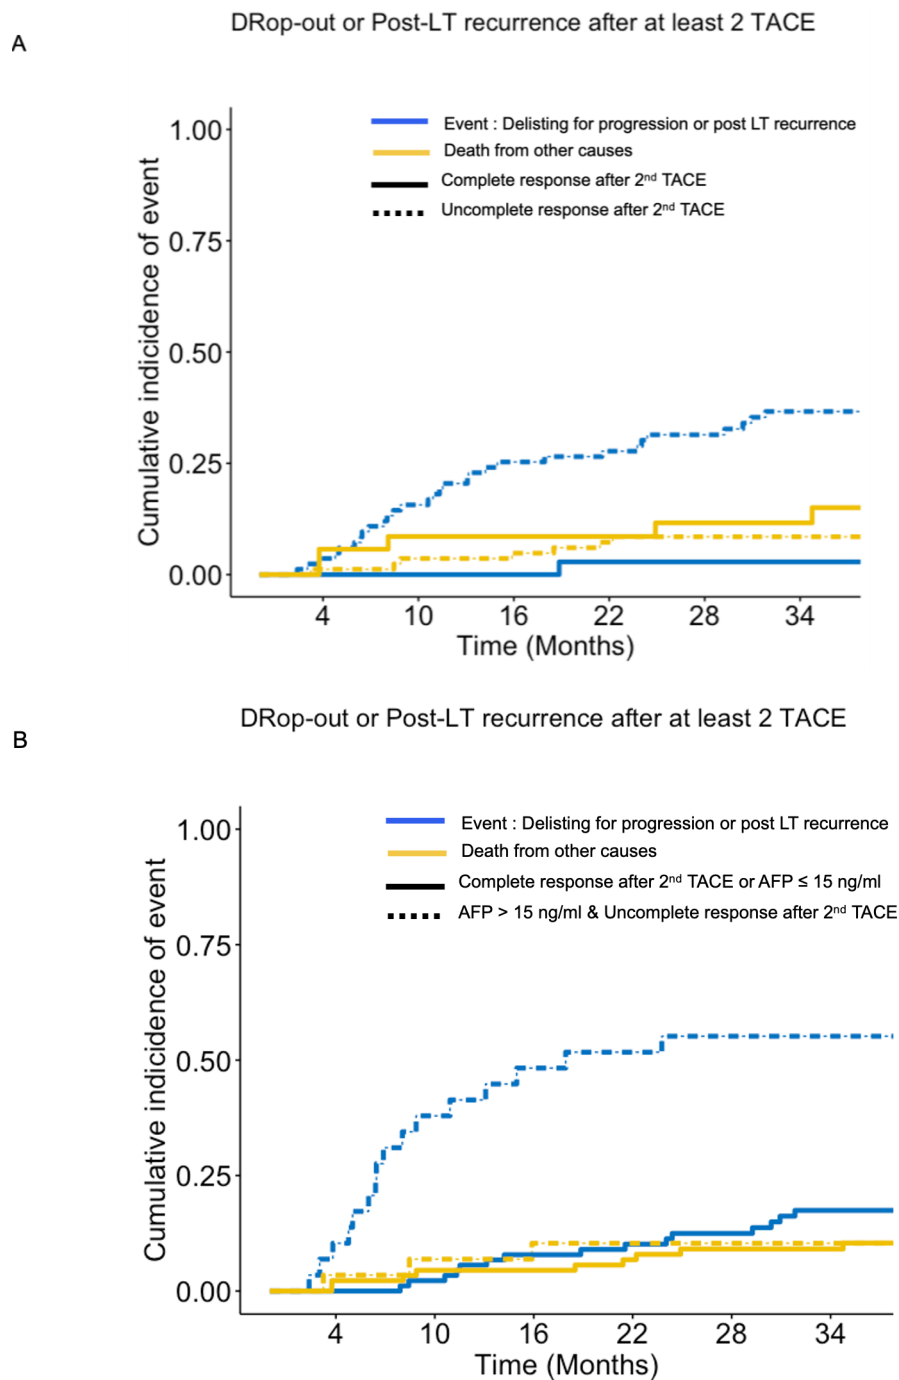 A
DRop-out or Post-LT recurrence after at least 2 TACE
Event : Delisting for progression or post LT recurrence
Death from other causes
Complete response after 2nd TACE
Uncomplete response after 2nd TACE
Cumulative indicidence of event
1.00
0.75
0.50
0.25
0.00
4 10 16 22 28 34
Time (Months)
B
DRop-out or Post-LT recurrence after at least 2 TACE
Event : Delisting for progression or post LT recurrence
Death from other causes
Complete response after 2nd TACE or AFP ≤ 15 ng/ml
AFP > 15 ng/ml & Uncomplete response after 2nd TACE
Cumulative indicidence of event
1.00
0.75
0.50
0.25
0.00
4 10 16 22 28 34
Time (Months)